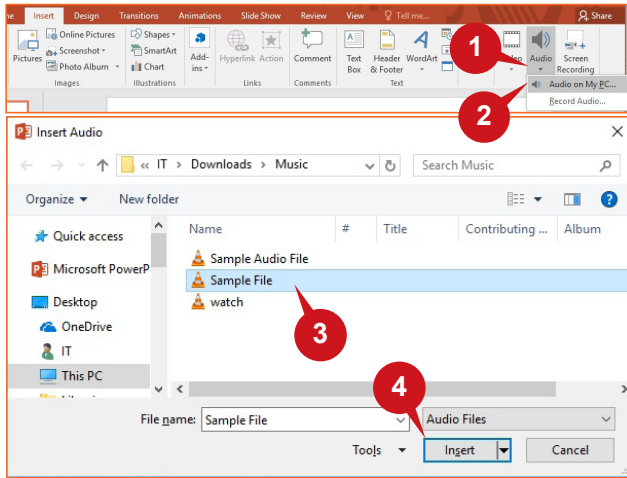 Insert Design Transitions Animations Slide Show Review View Tell me... Share
Pictures
Online Pictures
Screenshot
Photo Album
Images
Shapes
SmartArt
Chart
Illustrations
Add-
ins
Hyperlink Action
Links
Comment
Comments
Text
Box
Header
& Footer
WordArt
Text
Audio
Screen
Recording
1
Audio on My PC...
Record Audio...
2
Insert Audio
« IT > Downloads > Music
Search Music
Organize New folder
Quick access
Microsoft PowerP
Desktop
OneDrive
IT
This PC
Name # Title Contributing ... Album
Sample Audio File
Sample File
watch
3
4
File name: Sample File Audio Files
Tools Insert Cancel